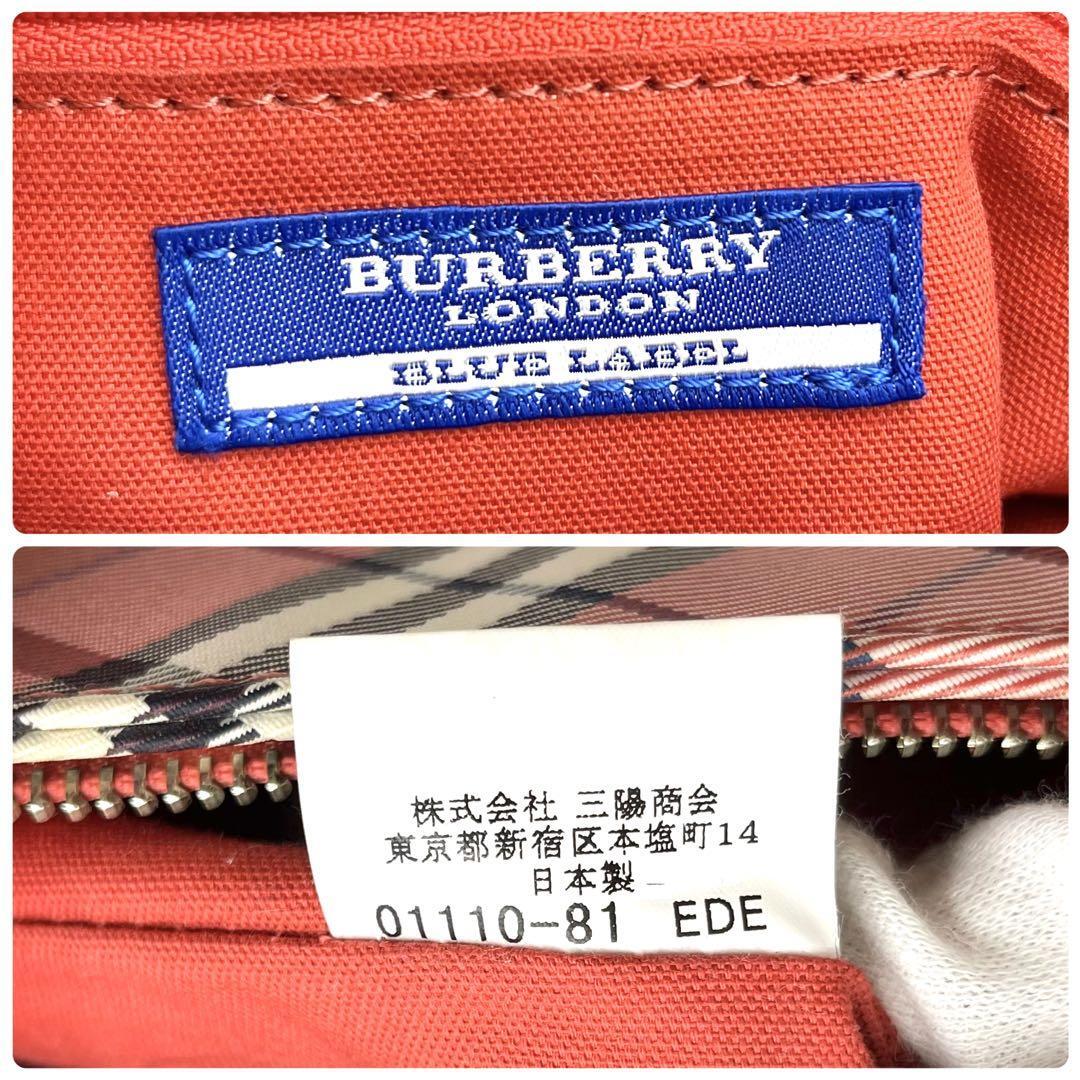 BURBERRY
LONDON
BLUE LABEL
株式会社 三陽商会
東京都新宿区本塩町14
日本製
01110-81 EDE